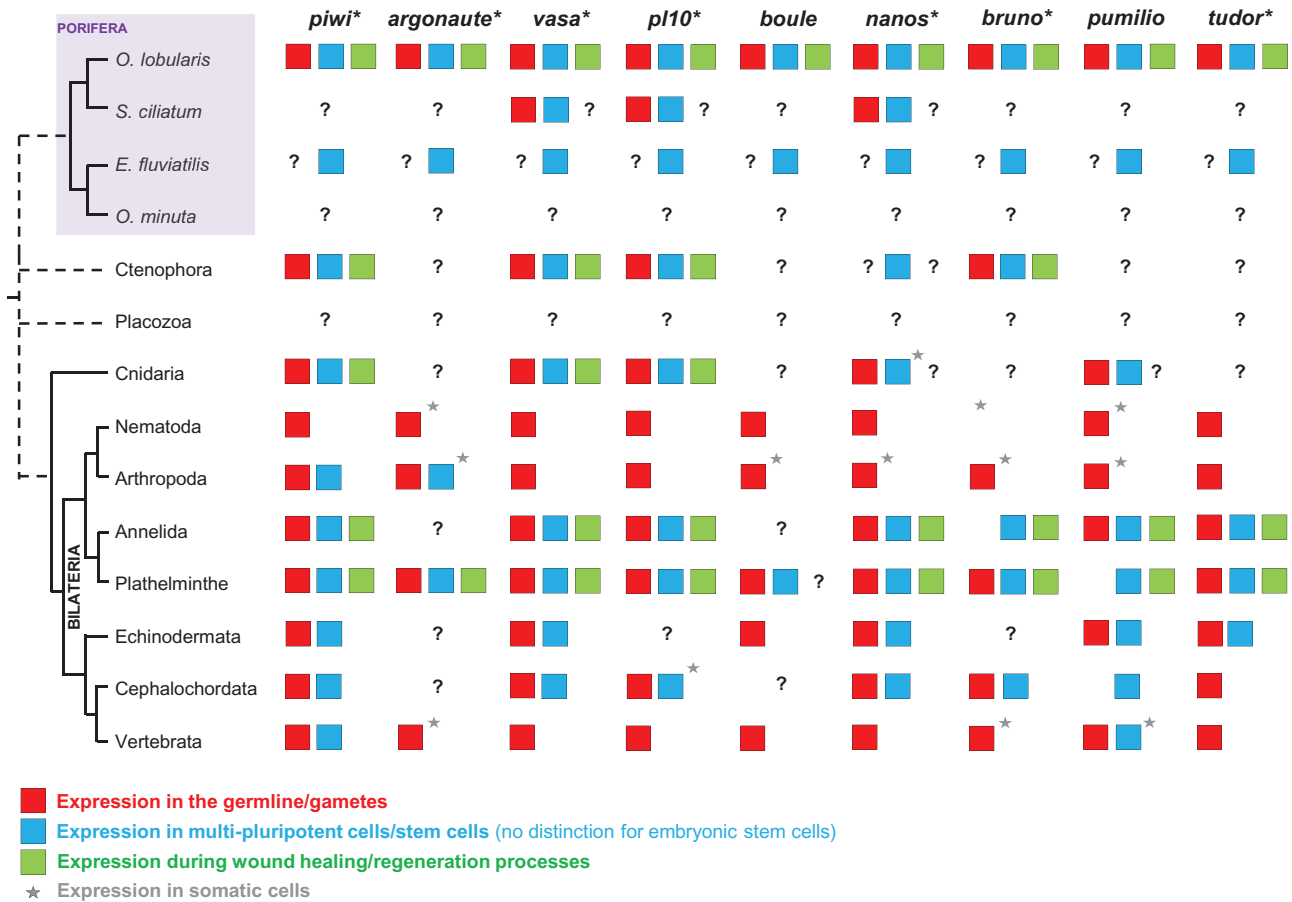 piwi* argonaute* vasa* pl10* boule nanos* bruno* pumilio tudor*
PORIFERA
O. lobularis
S. ciliatum ? ? ? ? ? ? ? ? ?
E. fluviatilis ? ? ? ? ? ? ? ? ?
O. minuta ? ? ? ? ? ? ? ? ?
Ctenophora ? ? ? ? ? ?
Placozoa ? ? ? ? ? ? ? ? ?
Cnidaria ? ? ? ? ? ?
Nematoda
Arthropoda
Annelida ? ?
Plathelminthe ?
BILATERIA
Echinodermata ? ? ?
Cephalochordata ? ?
Vertebrata
Expression in the germline/gametes
Expression in multi-pluripotent cells/stem cells (no distinction for embryonic stem cells)
Expression during wound healing/regeneration processes
Expression in somatic cells